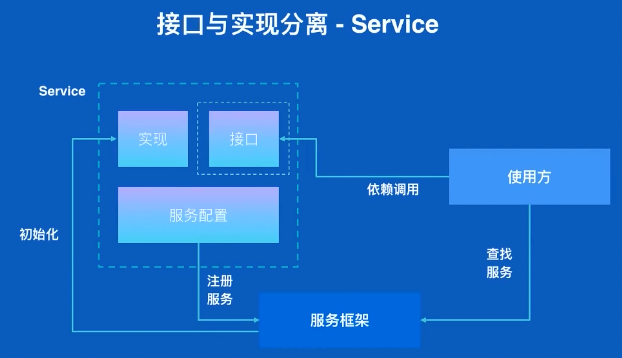 接口与实现分离 - Service
Service
实现
接口
使用方
依赖调用
服务配置
初始化
查找
服务
注册
服务
服务框架